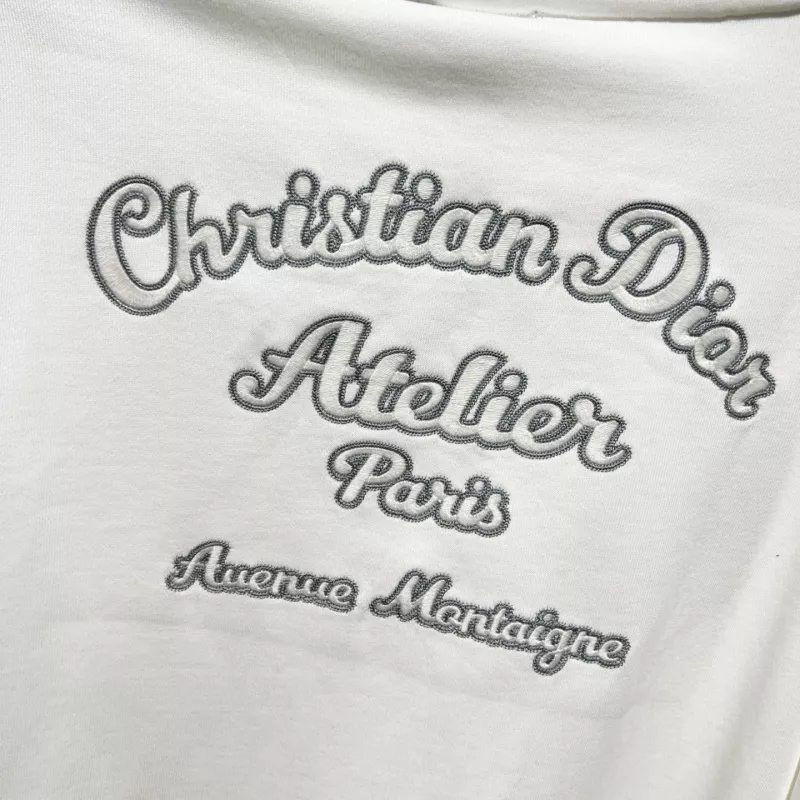 Christian Dior
Atelier
Paris
Avenue Montaigne